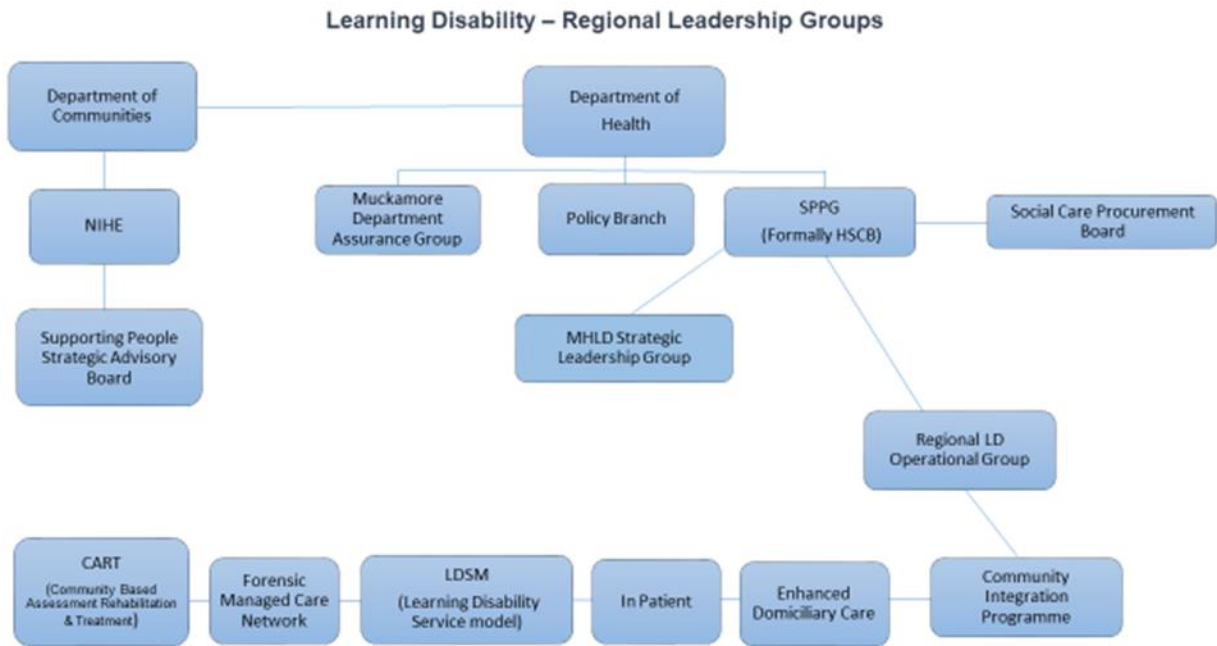 Learning Disability – Regional Leadership Groups
Department of
Communities
Department of
Health
NIHE
Muckamore
Department
Assurance Group
Policy Branch
SPPG
(Formally HSCB)
Social Care Procurement
Board
Supporting People
Strategic Advisory
Board
MHLD Strategic
Leadership Group
Regional LD
Operational Group
CART
(Community Based
Assessment Rehabilitation
& Treatment)
Forensic
Managed Care
Network
LDSM
(Learning Disability
Service model)
In Patient
Enhanced
Domiciliary Care
Community
Integration
Programme